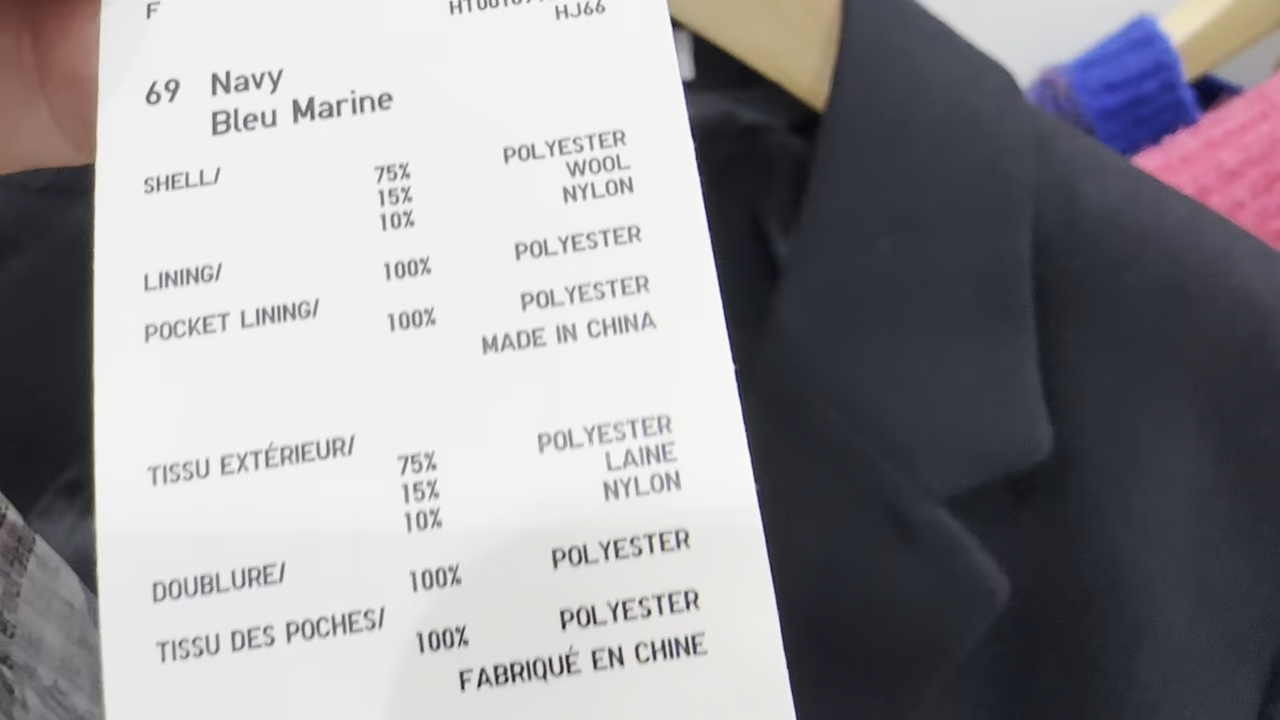 F
HJ66
69 Navy
Bleu Marine
SHELL/ 75% POLYESTER
15% WOOL
10% NYLON
LINING/ 100% POLYESTER
POCKET LINING/ 100% POLYESTER
MADE IN CHINA
TISSU EXTÉRIEUR/ 75% POLYESTER
15% LAINE
10% NYLON
DOUBLURE/ 100% POLYESTER
TISSU DES POCHES/ 100% POLYESTER
FABRIQUÉ EN CHINE